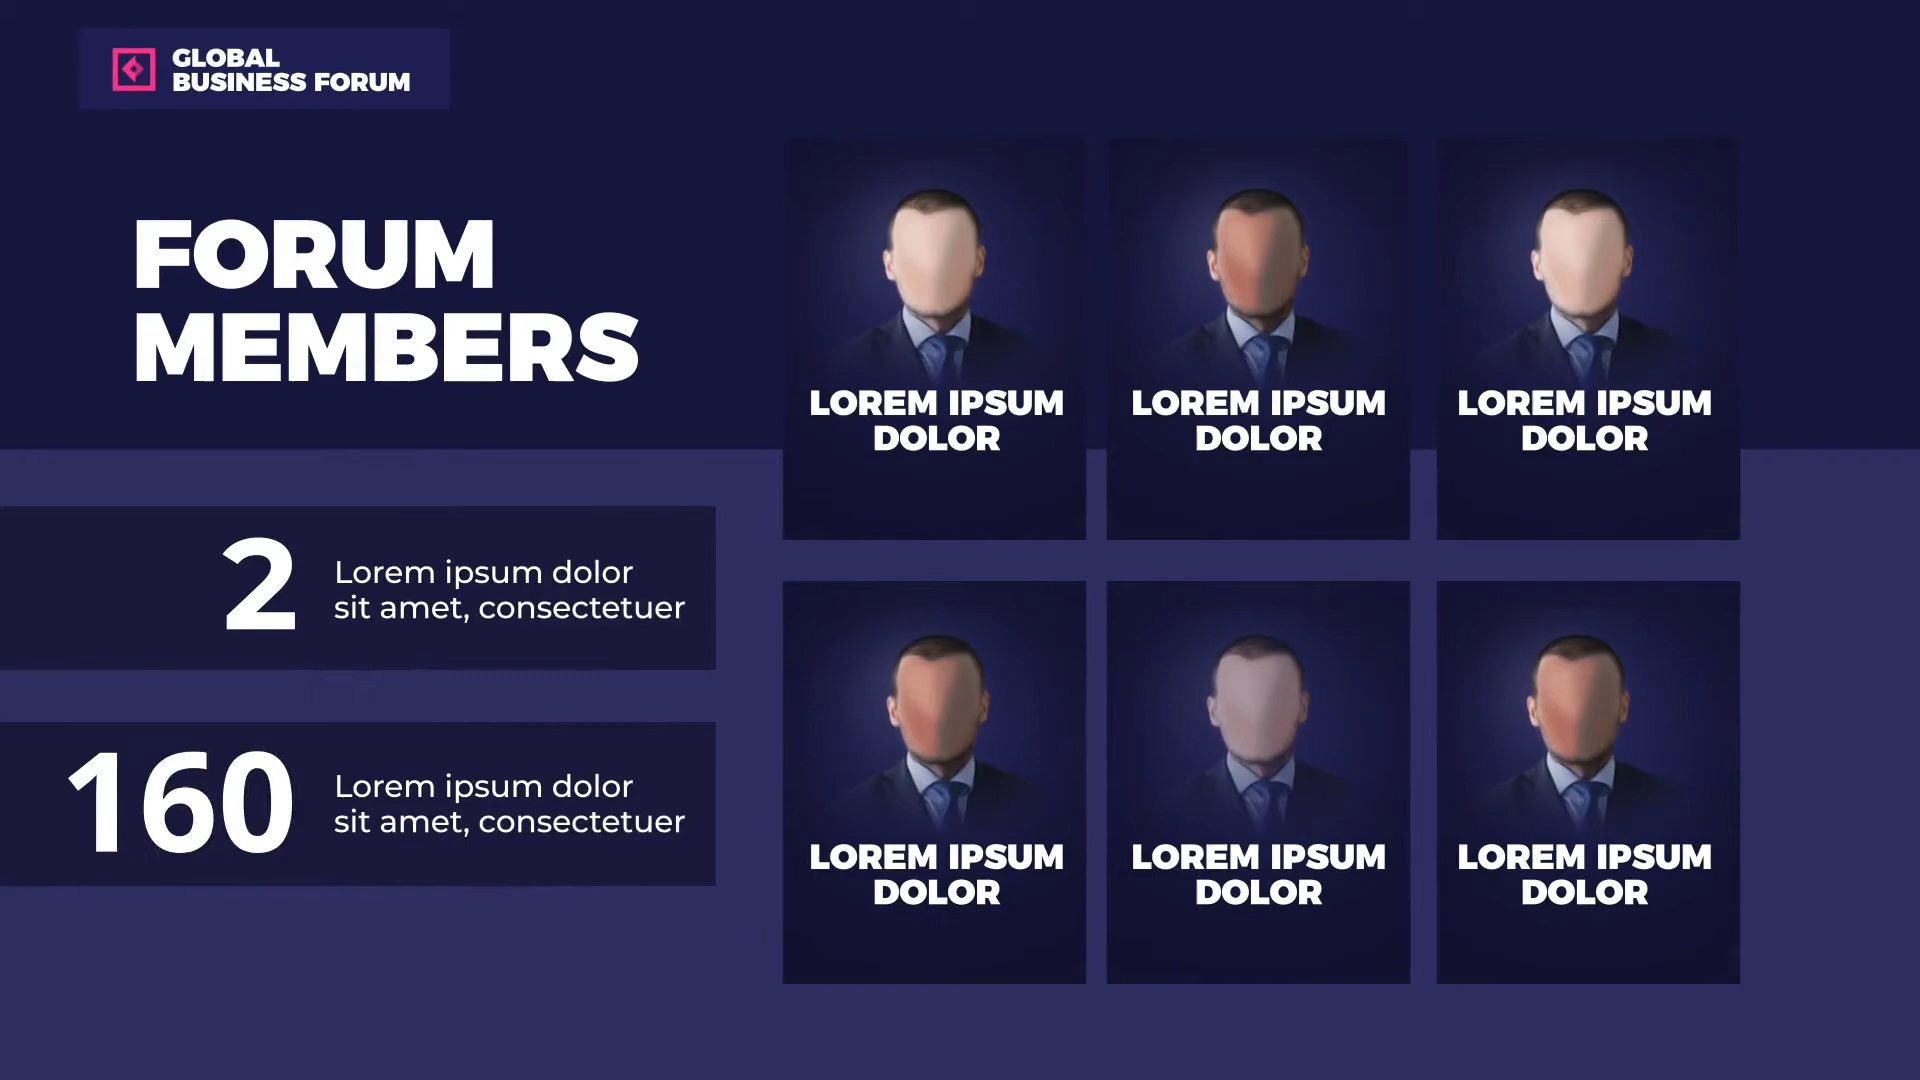 GLOBAL
BUSINESS FORUM
FORUM
MEMBERS
2
Lorem ipsum dolor
sit amet, consectetuer
160
Lorem ipsum dolor
sit amet, consectetuer
LOREM IPSUM
DOLOR
LOREM IPSUM
DOLOR
LOREM IPSUM
DOLOR
LOREM IPSUM
DOLOR
LOREM IPSUM
DOLOR
LOREM IPSUM
DOLOR